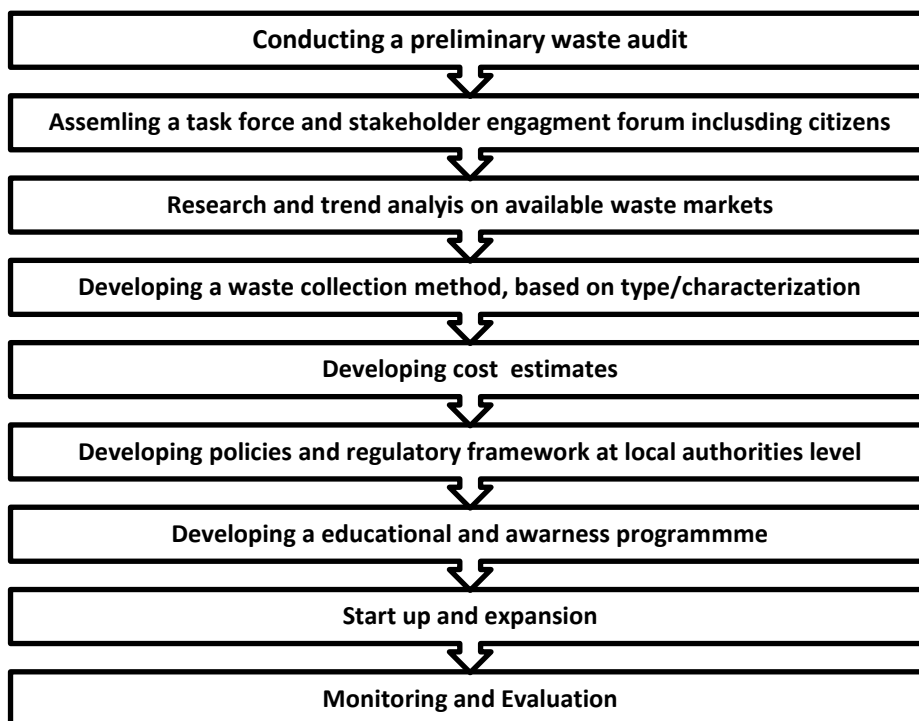 Conducting a preliminary waste audit
Assemling a task force and stakeholder engagment forum inclusding citizens
Research and trend analyis on available waste markets
Developing a waste collection method, based on type/characterization
Developing cost  estimates
Developing policies and regulatory framework at local authorities level
Developing a educational and awarness programmme
Start up and expansion
Monitoring and Evaluation